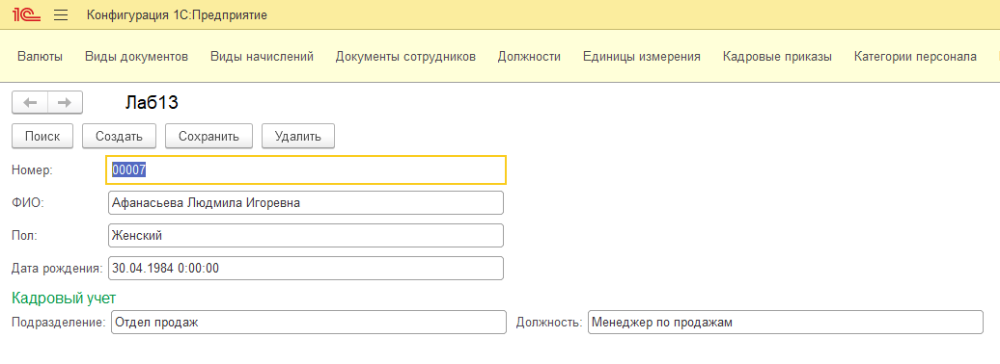 1С Конфигурация 1С:Предприятие
Валюты Виды документов Виды начислений Документы сотрудников Должности Единицы измерения Кадровые приказы Категории персонала
Лаб13
Поиск Создать Сохранить Удалить
Номер: 00007
ФИО: Афанасьева Людмила Игоревна
Пол: Женский
Дата рождения: 30.04.1984 0:00:00
Кадровый учет
Подразделение: Отдел продаж Должность: Менеджер по продажам